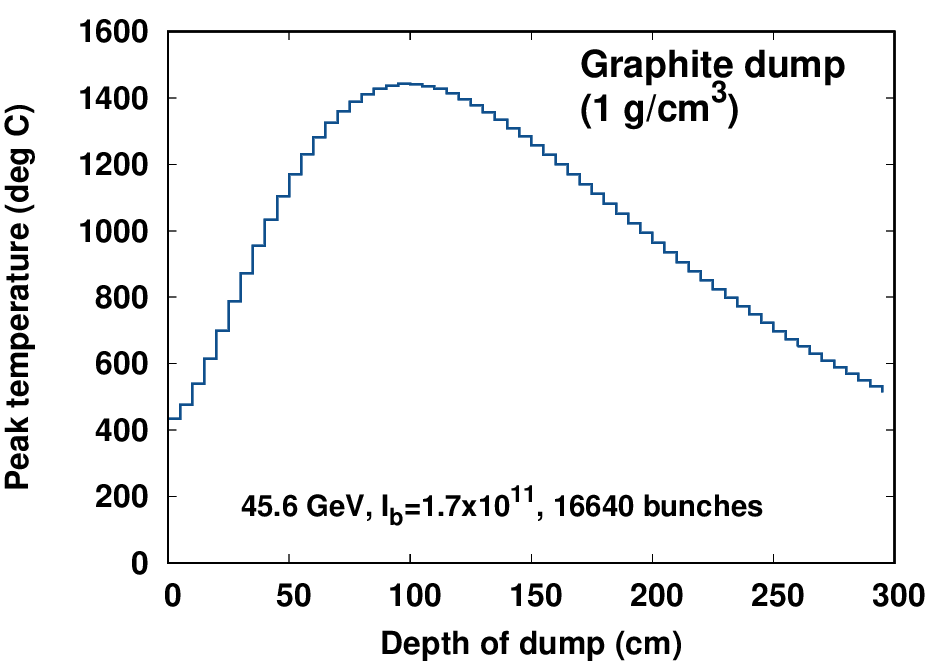 Graphite dump
(1 g/cm³)
1600
1400
1200
1000
800
600
400
200
0
Peak temperature (deg C)
45.6 GeV, I_b=1.7x10¹¹, 16640 bunches
0 50 100 150 200 250 300
Depth of dump (cm)